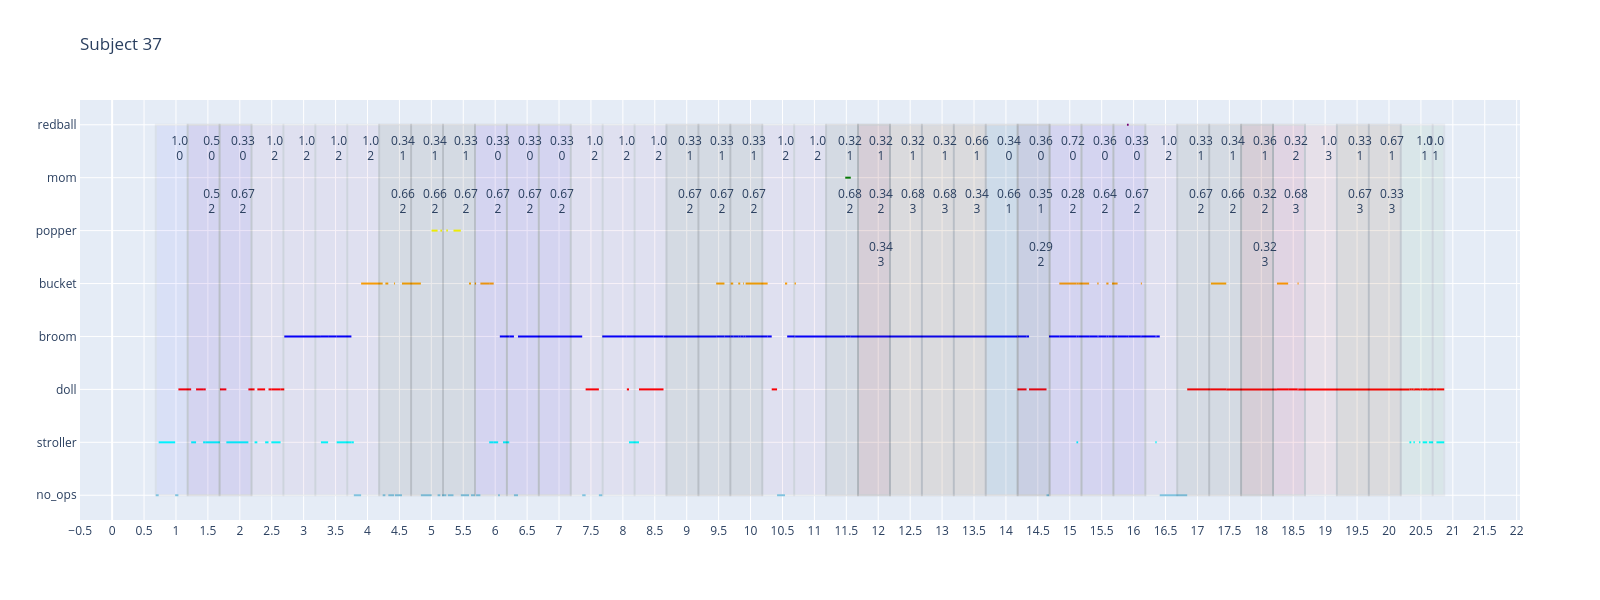 Subject 37
redball
1.0 0.5 0.33 1.0 1.0 1.0 1.0 0.34 0.34 0.33 0.33 0.33 0.33 1.0 1.0 1.0 0.33 0.33 0.33 1.0 1.0 0.32 0.32 0.32 0.32 0.66 0.34 0.36 0.72 0.36 0.33 1.0 0.33 0.34 0.36 0.32 1.0 0.33 0.67 1.0 1.0
0 0 0 2 2 2 2 1 1 1 0 0 0 2 2 2 1 1 1 2 2 1 1 1 1 1 0 0 0 0 0 2 1 1 1 2 3 1 1 1 1
mom
0.5 0.67 0.66 0.66 0.67 0.67 0.67 0.67 0.67 0.67 0.67 0.68 0.34 0.68 0.68 0.34 0.66 0.35 0.28 0.64 0.67 0.67 0.66 0.32 0.68 0.67 0.33
2 2 2 2 2 2 2 2 2 2 2 2 2 3 3 3 1 1 2 2 2 2 2 2 3 3 3
popper
0.34 0.29 0.32
3 2 3
bucket
broom
doll
stroller
no_ops
−0.5 0 0.5 1 1.5 2 2.5 3 3.5 4 4.5 5 5.5 6 6.5 7 7.5 8 8.5 9 9.5 10 10.5 11 11.5 12 12.5 13 13.5 14 14.5 15 15.5 16 16.5 17 17.5 18 18.5 19 19.5 20 20.5 21 21.5 22